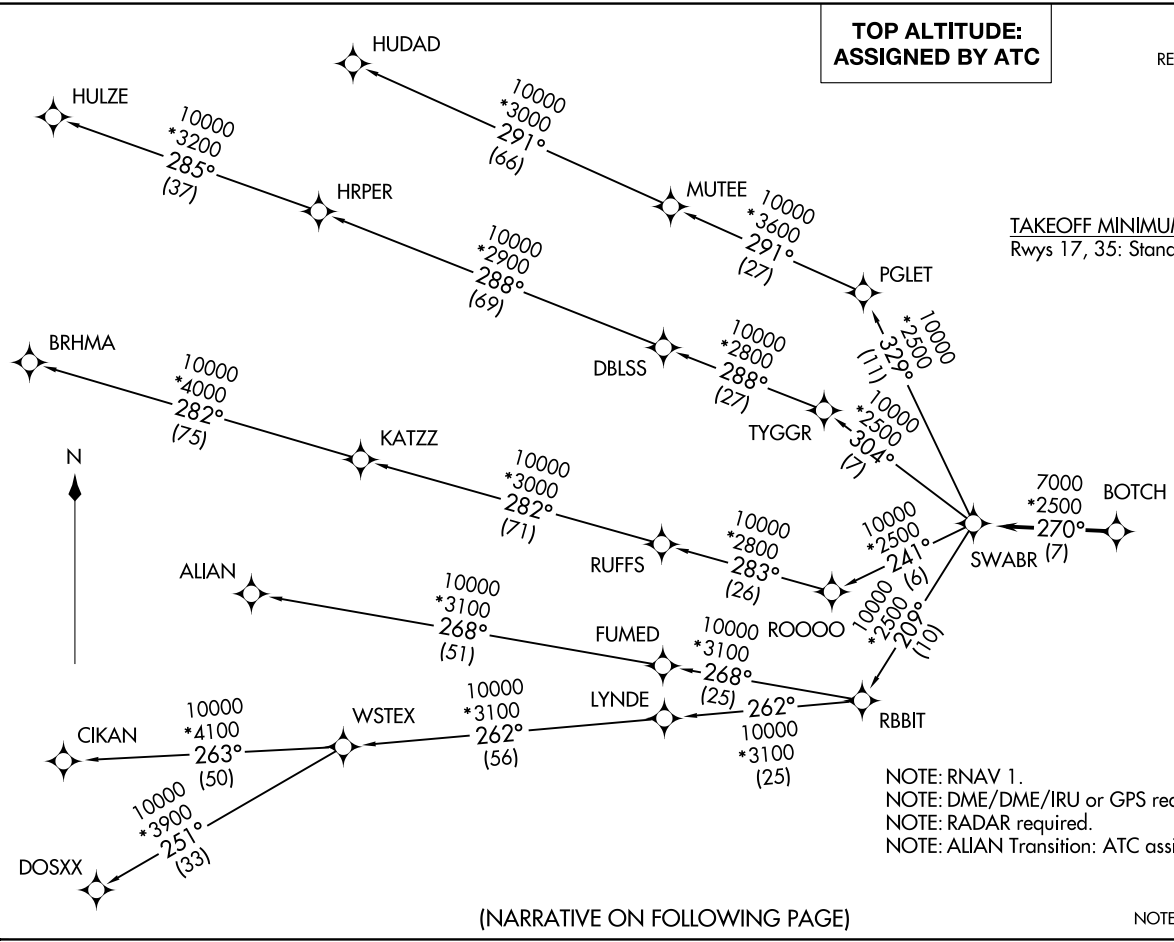 TOP ALTITUDE:
ASSIGNED BY ATC
HUDAD
HULZE
10000
*3000
291°
(66)
10000
*3200
285°
(37)
HRPER
MUTEE
10000
*3600
291°
(27)
10000
*2900
288°
(69)
PGLET
Rwys 17, 35:
10000
*2500
329°
(11)
BRHMA
10000
*4000
282°
(75)
DBLSS
10000
*2800
288°
(27)
TYGGR
10000
*2500
304°
(7)
KATZZ
N
10000
*3000
282°
(71)
7000
*2500
270°
(7)
BOTCH
SWABR
10000
*2500
241°
(6)
RUFFS
10000
*2800
283°
(26)
ROOOO
10000
*2500
209°
(10)
ALIAN
10000
*3100
268°
(51)
FUMED
10000
*3100
268°
(25)
RBBIT
LYNDE
262°
10000
*3100
(25)
WSTEX
10000
*3100
262°
(56)
CIKAN
10000
*4100
263°
(50)
10000
*3900
251°
(33)
DOSXX
TAKEOFF
NOTE: RNAV 1.
NOTE: DME/DME/IRU or GPS
NOTE: RADAR required.
NOTE: ALIAN Transition: ATC
(NARRATIVE ON FOLLOWING PAGE)
NOTE